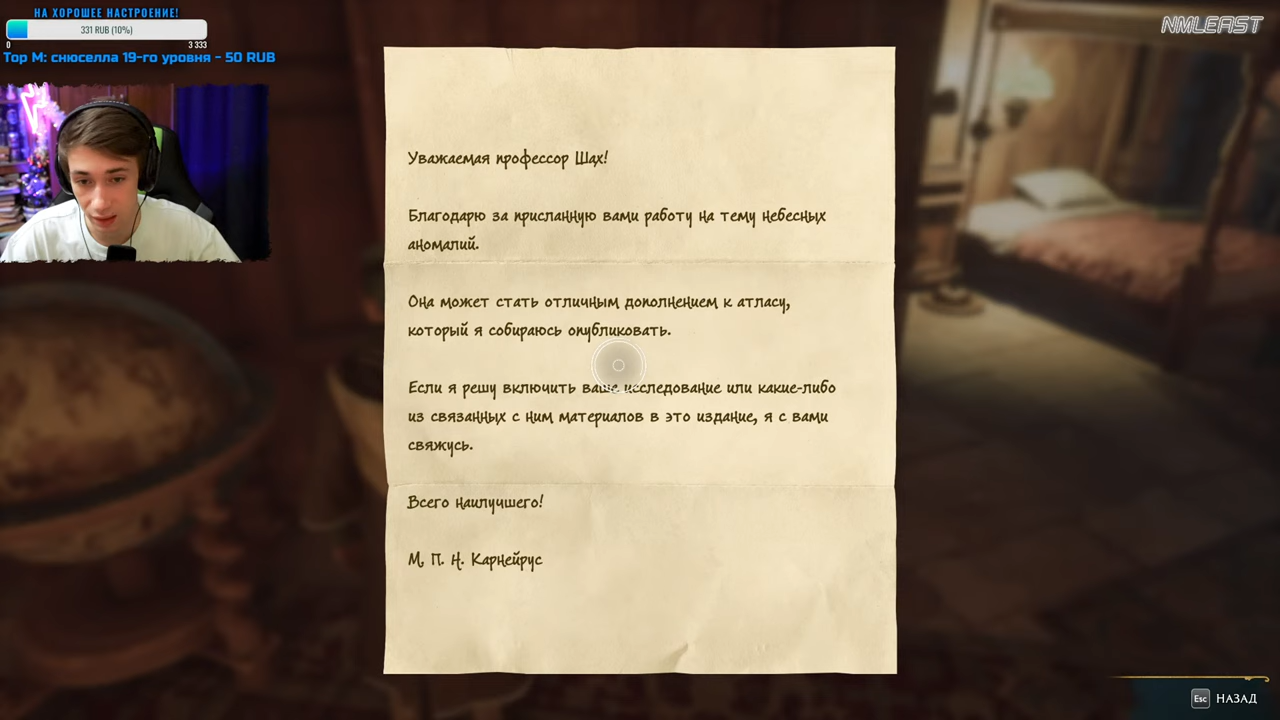 НА ХОРОШЕЕ НАСТРОЕНИЕ!
331 RUB (10%)
0 3 333
Top M: снюселла 19-го уровня - 50 RUB
NMLEAST
Уважаемая профессор Шах!
Благодарю за присланную вами работу на тему небесных
аномалий.
Она может стать отличным дополнением к атласу,
который я собираюсь опубликовать.
Если я решу включить ваше исследование или какие-либо
из связанных с ним материалов в это издание, я с вами
свяжусь.
Всего наилучшего!
М. П. Н. Карнейрус
Esc НАЗАД